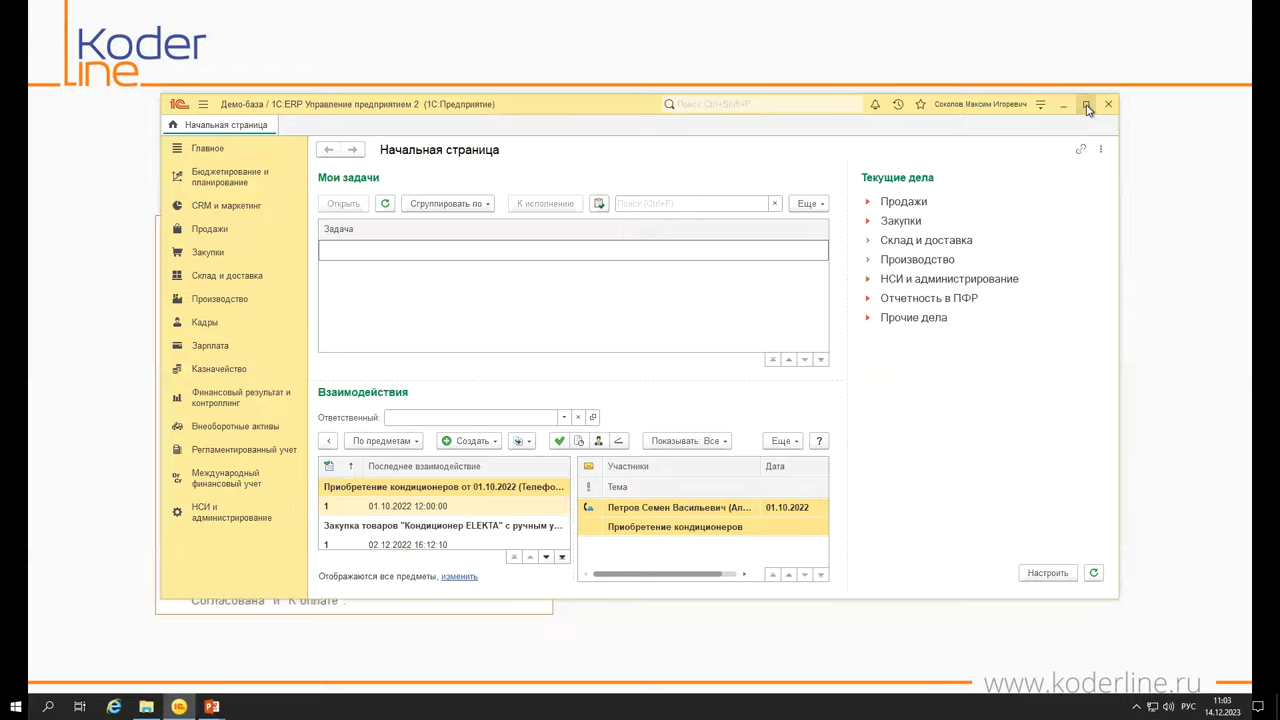 Koder
line
1С Демо-база / 1С:ERP Управление предприятием 2 (1С:Предприятие) Поиск Ctrl+Shift+F Соколов Максим Игоревич
Начальная страница
Главное
Бюджетирование и
планирование
CRM и маркетинг
Продажи
Закупки
Склад и доставка
Производство
Кадры
Зарплата
Казначейство
Финансовый результат и
контроллинг
Внеоборотные активы
Регламентированный учет
Международный
финансовый учет
НСИ и
администрирование
Начальная страница
Мои задачи
Открыть Сгруппировать по К исполнению Поиск (Ctrl+F) × Еще
Задача
Взаимодействия
Ответственный:
По предметам Создать Показывать: Все Еще ?
Последнее взаимодействие
Приобретение кондиционеров от 01.10.2022 (Телефо...
1 01.10.2022 12:00:00
Закупка товаров "Кондиционер ELEKTA" с ручным у...
1 02.12.2022 16:12:10
Участники Дата
Тема
Петров Семен Васильевич (Ал... 01.10.2022
Приобретение кондиционеров
Отображаются все предметы, изменить
Текущие дела
Продажи
Закупки
Склад и доставка
Производство
НСИ и администрирование
Отчетность в ПФР
Прочие дела
Настроить
"Согласована" и "К оплате".
www.koderline.ru
РУС
11:03
14.12.2023